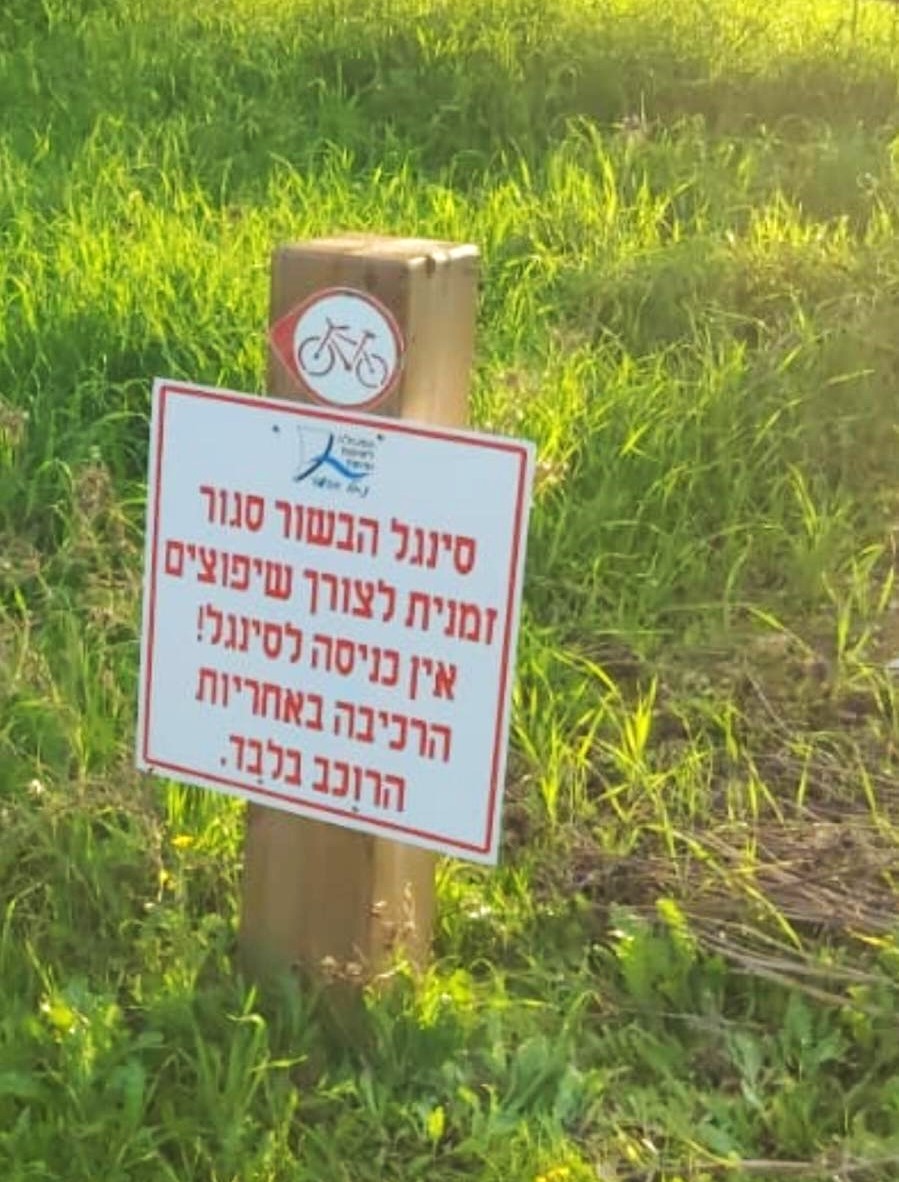 סינגל הבשור סגור
זמנית לצורך שיפוצים
אין כניסה לסינגל!
הרכיבה באחריות
הרוכב בלבד.